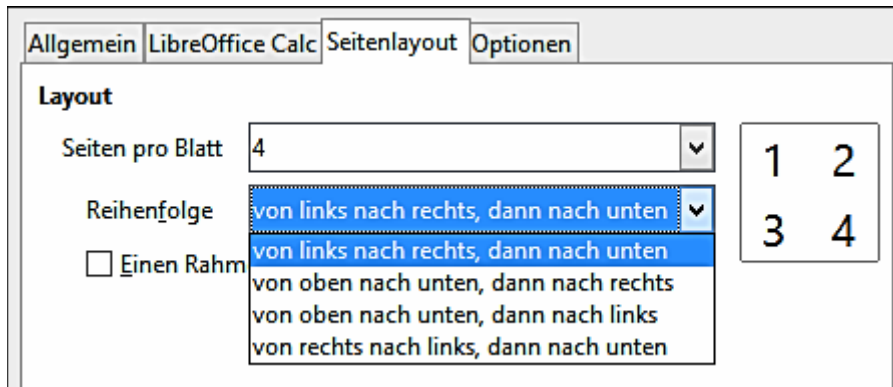 Allgemein LibreOffice Calc Seitenlayout Optionen
Layout
Seiten pro Blatt 4
Reihenfolge von links nach rechts, dann nach unten
von links nach rechts, dann nach unten
Einen Rahm
von oben nach unten, dann nach rechts
von oben nach unten, dann nach links
von rechts nach links, dann nach unten
1 2
3 4